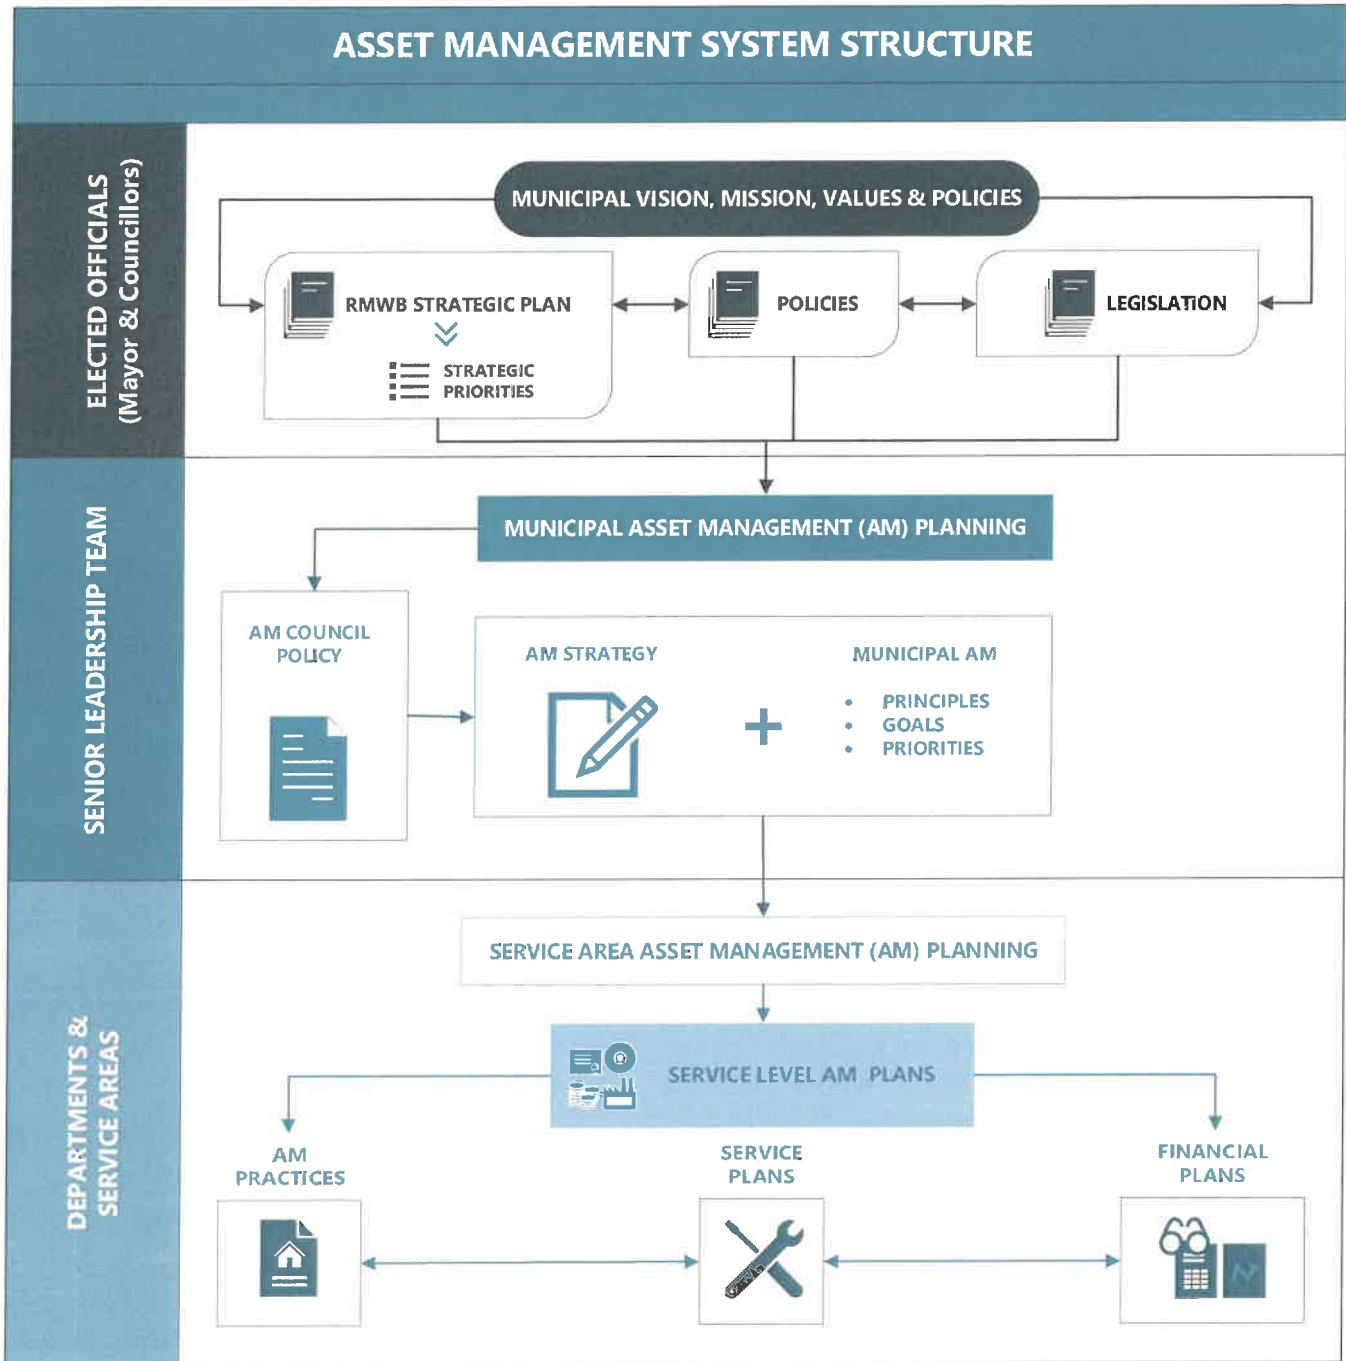 ASSET MANAGEMENT SYSTEM STRUCTURE
ELECTED OFFICIALS
(Mayor & Councillors)
MUNICIPAL VISION, MISSION, VALUES & POLICIES
RMWB STRATEGIC PLAN
STRATEGIC
PRIORITIES
POLICIES
LEGISLATION
SENIOR LEADERSHIP TEAM
MUNICIPAL ASSET MANAGEMENT (AM) PLANNING
AM COUNCIL
POLICY
AM STRATEGY
MUNICIPAL AM
• PRINCIPLES
• GOALS
• PRIORITIES
DEPARTMENTS &
SERVICE AREAS
SERVICE AREA ASSET MANAGEMENT (AM) PLANNING
SERVICE LEVEL AM PLANS
AM
PRACTICES
SERVICE
PLANS
FINANCIAL
PLANS